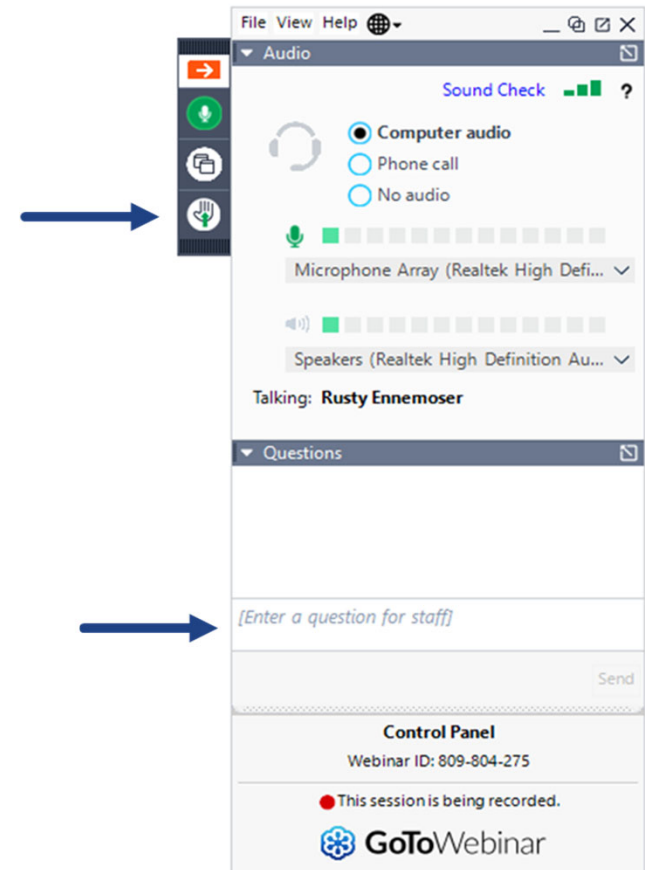 File View Help
Audio
Sound Check ?
Computer audio
Phone call
No audio
Microphone Array (Realtek High Defi...
Speakers (Realtek High Definition Au...
Talking: Rusty Ennemoser
Questions
[Enter a question for staff]
Send
Control Panel
Webinar ID: 809-804-275
This session is being recorded.
GoToWebinar